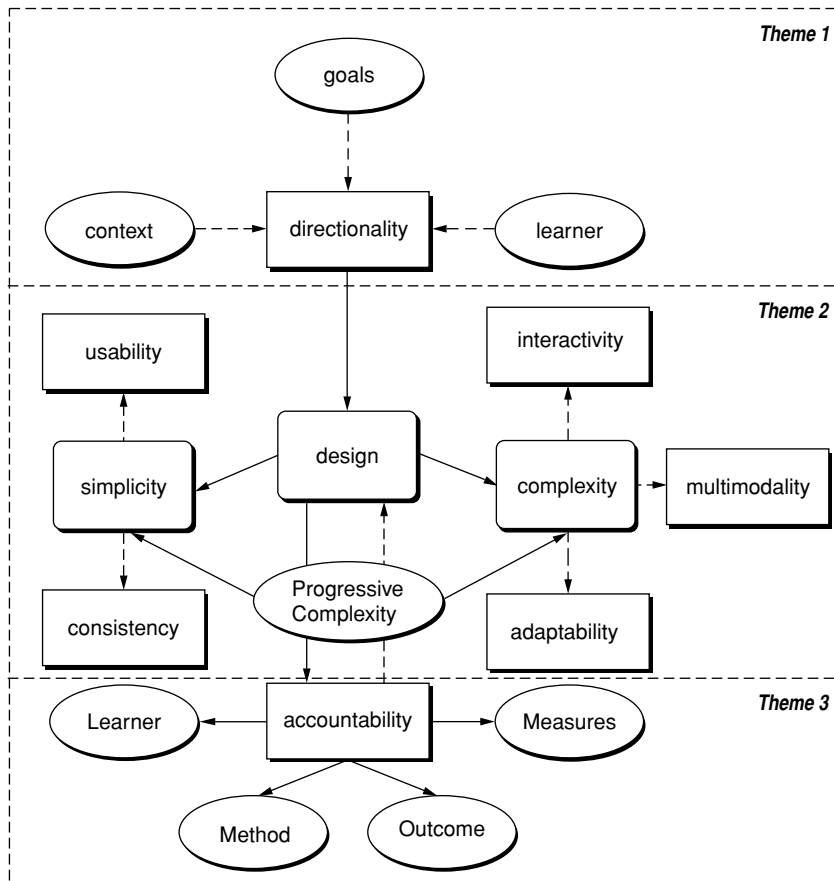 Theme 1
goals
context
directionality
learner
Theme 2
usability
interactivity
design
simplicity
complexity
multimodality
Progressive
Complexity
consistency
adaptability
Theme 3
Learner
accountability
Measures
Method
Outcome